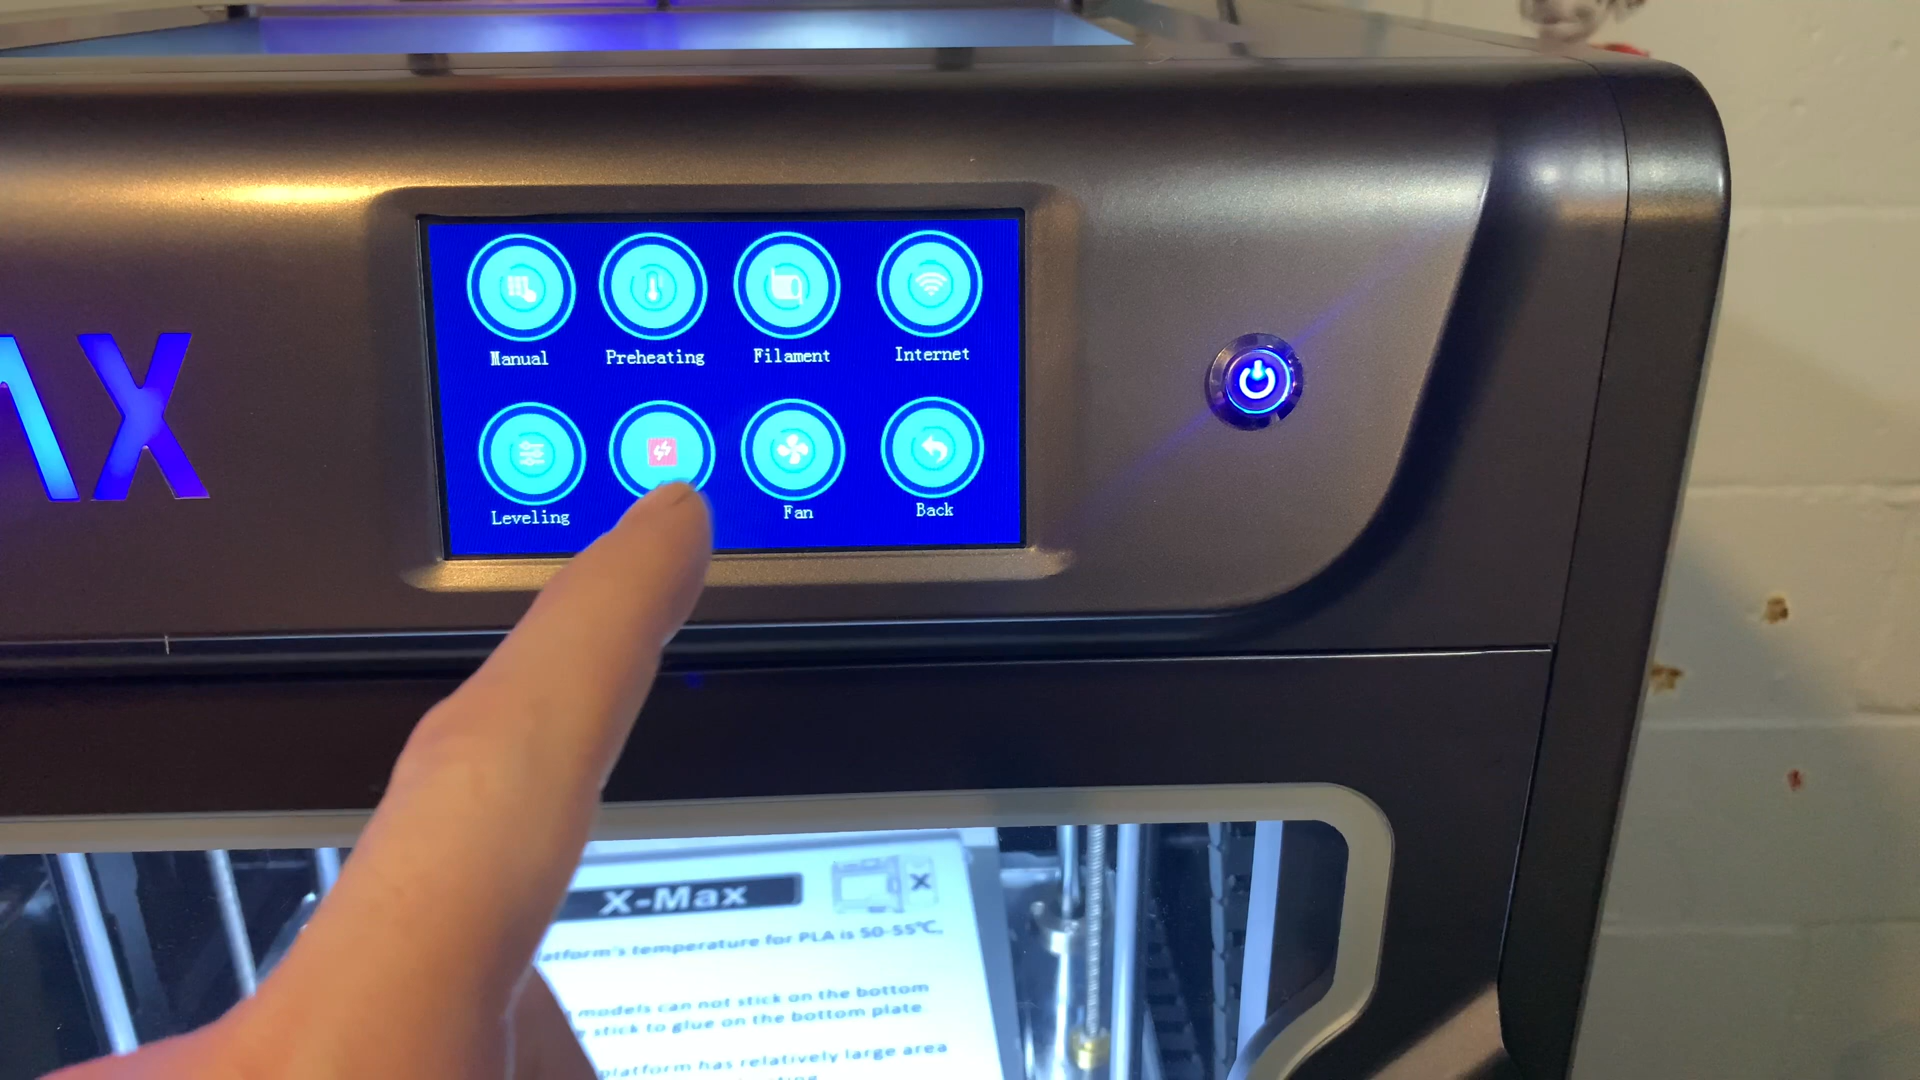 AX
Manual Preheating Filament Internet
Leveling Fan Back
X-Max X
atform's temperature for PLA is 50-55℃,
models can not stick on the bottom
stick to glue on the bottom plate.
platform has relatively large area